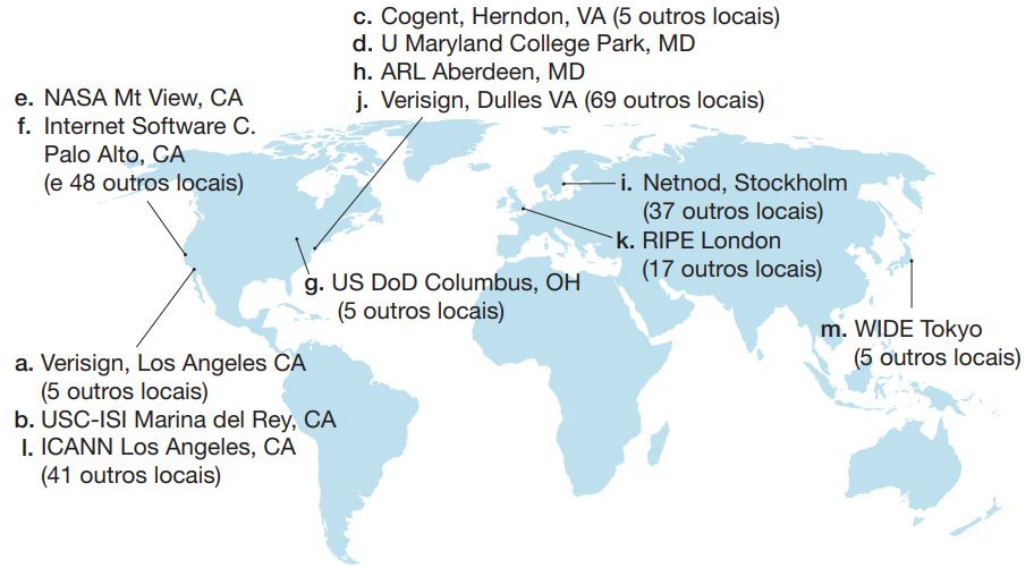 c. Cogent, Herndon, VA (5 outros locais)
d. U Maryland College Park, MD
h. ARL Aberdeen, MD
j. Verisign, Dulles VA (69 outros locais)
e. NASA Mt View, CA
f. Internet Software C.
Palo Alto, CA
(e 48 outros locais)
i. Netnod, Stockholm
(37 outros locais)
k. RIPE London
(17 outros locais)
g. US DoD Columbus, OH
(5 outros locais)
m. WIDE Tokyo
(5 outros locais)
a. Verisign, Los Angeles CA
(5 outros locais)
b. USC-ISI Marina del Rey, CA
l. ICANN Los Angeles, CA
(41 outros locais)